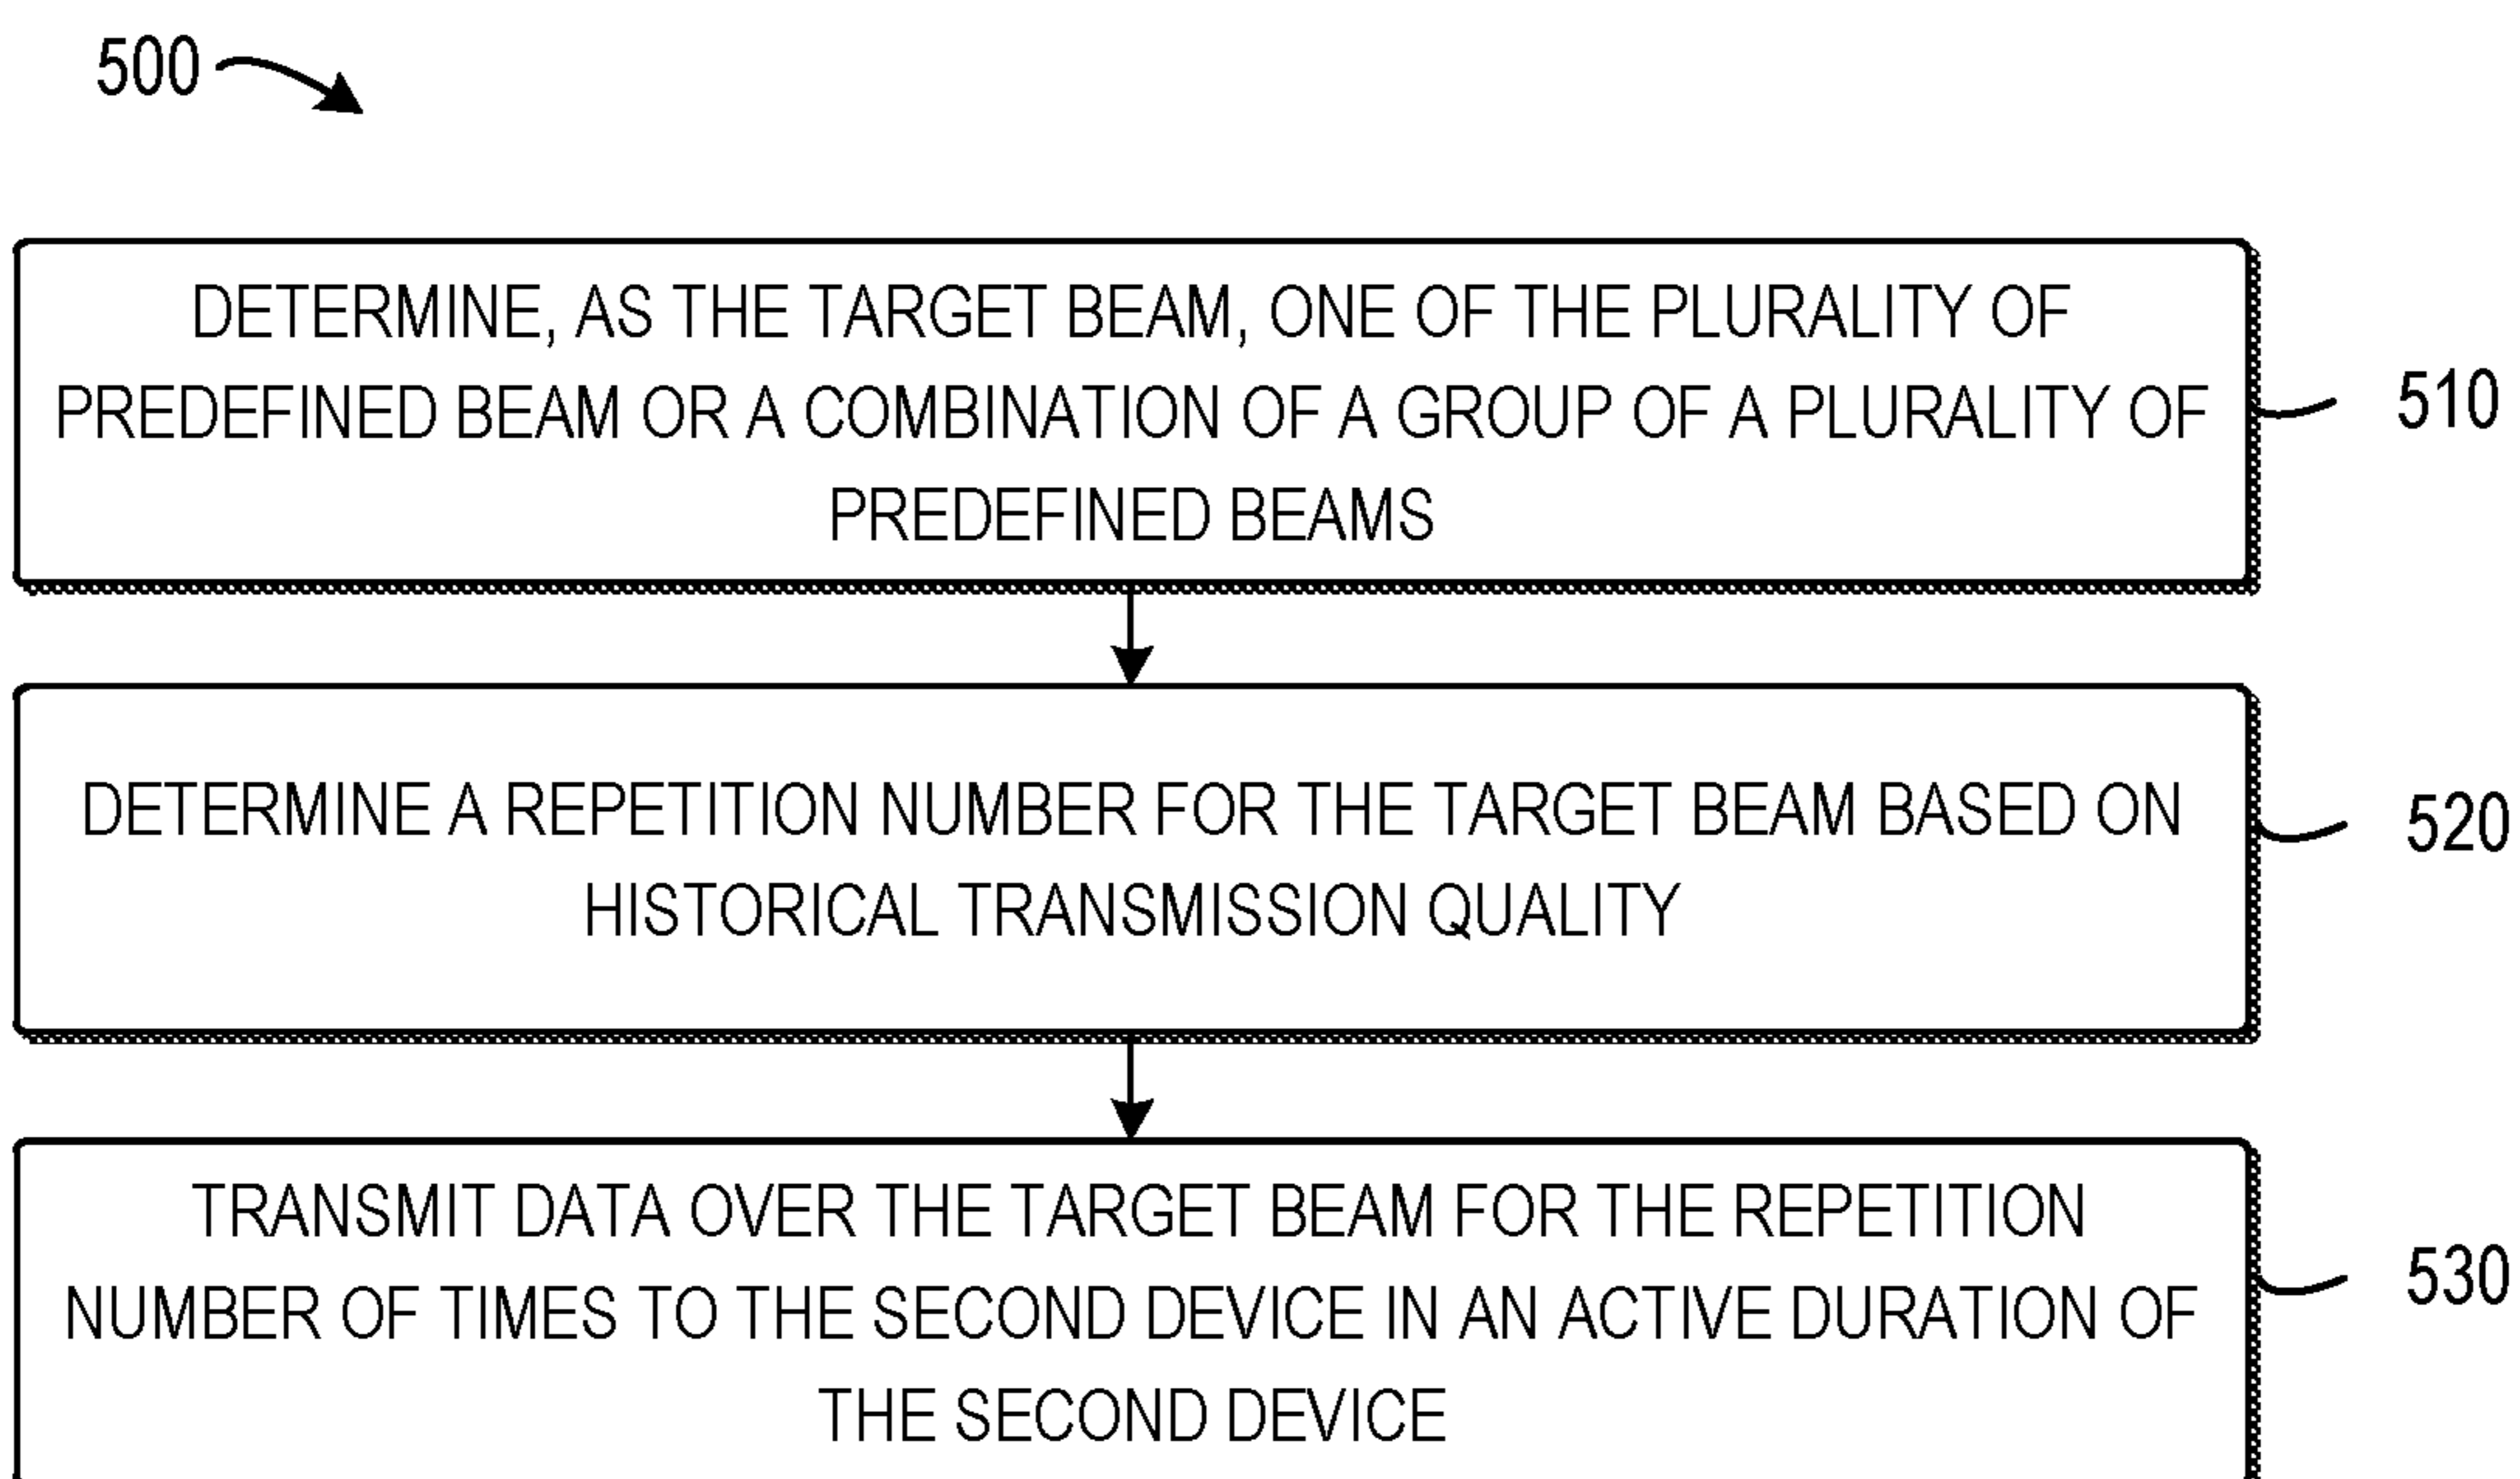 500
DETERMINE, AS THE TARGET BEAM, ONE OF THE PLURALITY OF
PREDEFINED BEAM OR A COMBINATION OF A GROUP OF A PLURALITY OF
PREDEFINED BEAMS
510
DETERMINE A REPETITION NUMBER FOR THE TARGET BEAM BASED ON
HISTORICAL TRANSMISSION QUALITY
520
TRANSMIT DATA OVER THE TARGET BEAM FOR THE REPETITION
NUMBER OF TIMES TO THE SECOND DEVICE IN AN ACTIVE DURATION OF
THE SECOND DEVICE
530